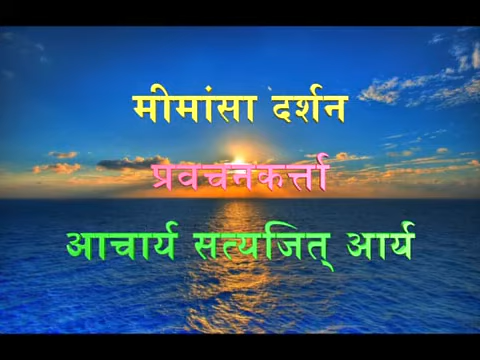 मीमांसा दर्शन
प्रवचनकर्त्ता
आचार्य सत्यजित् आर्य